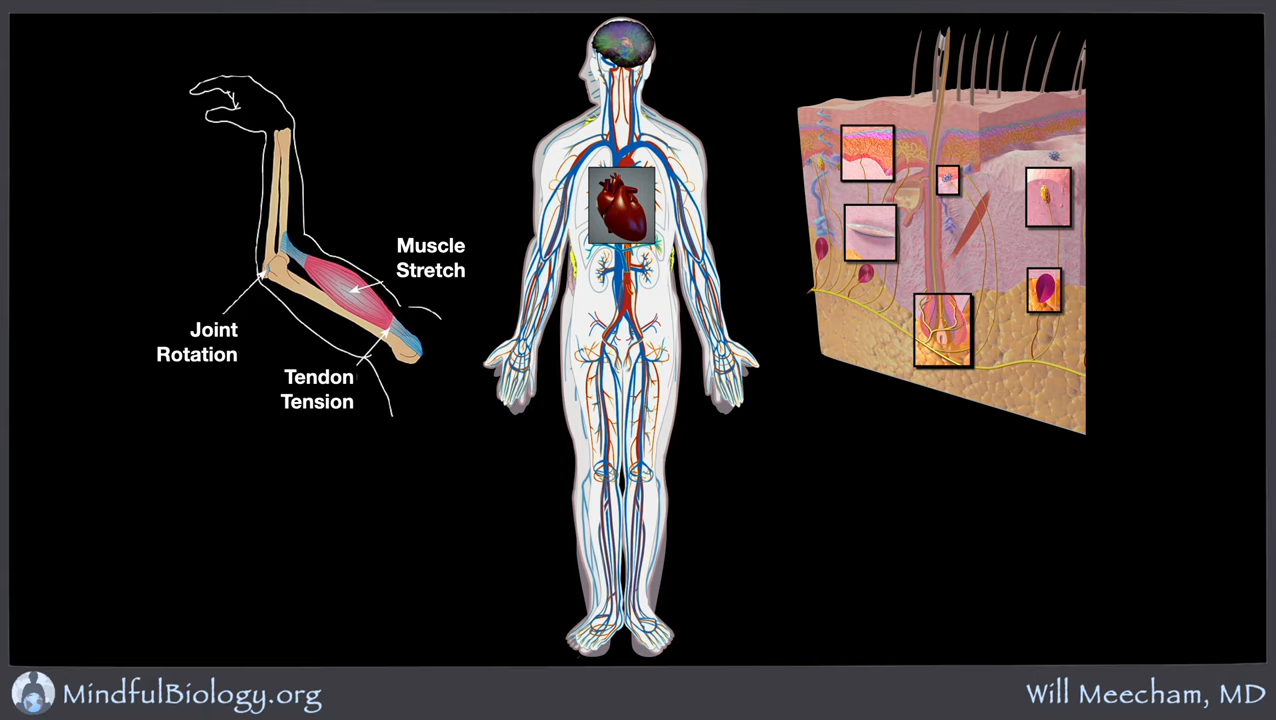 Muscle
Stretch
Joint
Rotation
Tendon
Tension
MindfulBiology.org
Will Meecham, MD